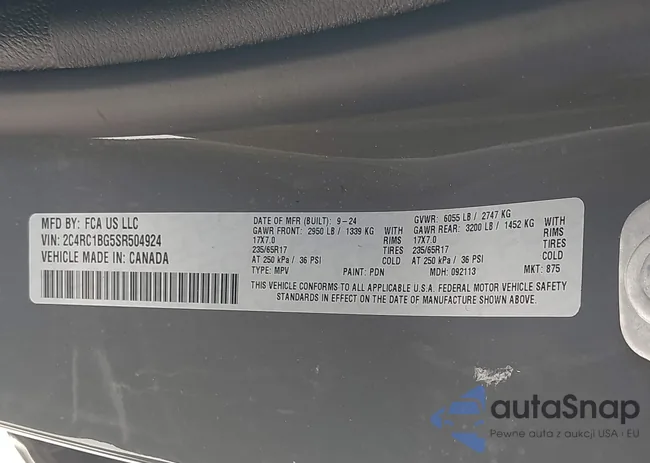 MFD BY: FCA US LLC
VIN: 2C4RC1BG5SR504924
VEHICLE MADE IN: CANADA
DATE OF MFR (BUILT): 9-24
GAWR FRONT: 2950 LB / 1339 KG WITH
17X7.0 RIMS
235/65R17 TIRES
AT 250 kPa / 36 PSI COLD
TYPE: MPV PAINT: PDN
GVWR: 6055 LB / 2747 KG
GAWR REAR: 3200 LB / 1452 KG WITH
17X7.0 RIMS
235/65R17 TIRES
AT 250 kPa / 36 PSI COLD
MDH: 092113 MKT: 875
THIS VEHICLE CONFORMS TO ALL APPLICABLE U.S.A. FEDERAL MOTOR VEHICLE SAFETY
STANDARDS IN EFFECT ON THE DATE OF MANUFACTURE SHOWN ABOVE.
autaSnap
Pewne auta z aukcji USA i EU